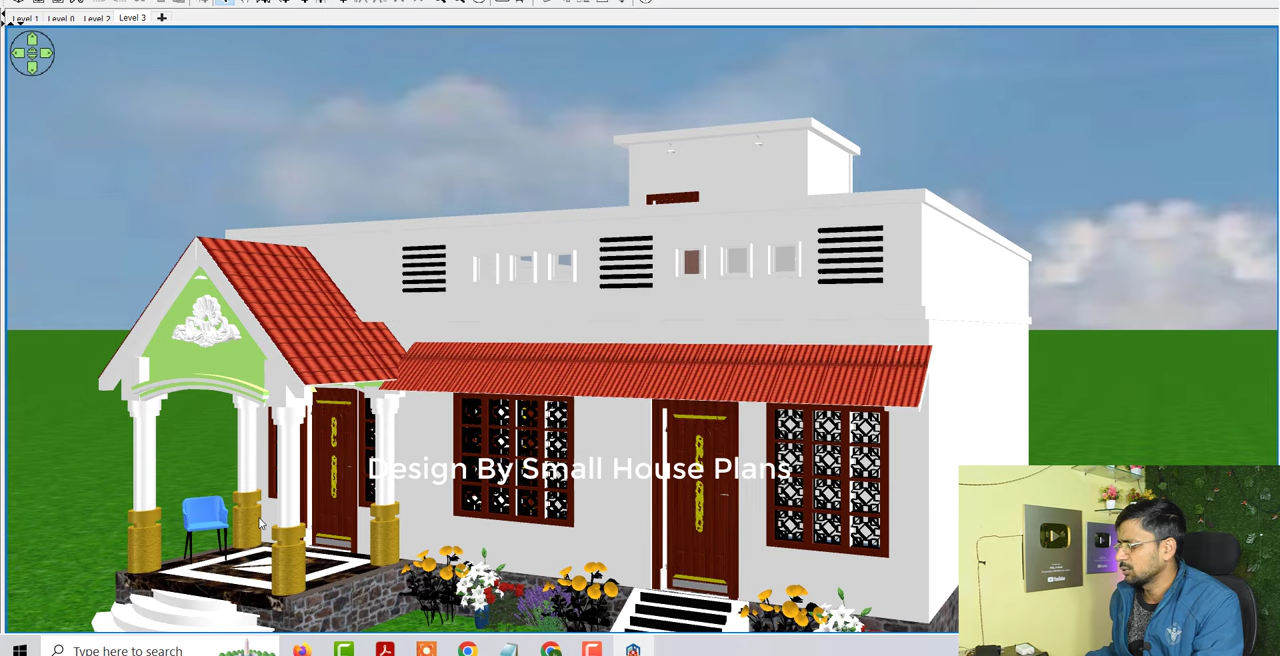 Level 1 Level 0 Level 2 Level 3
Design By Small House Plans
Type here to search